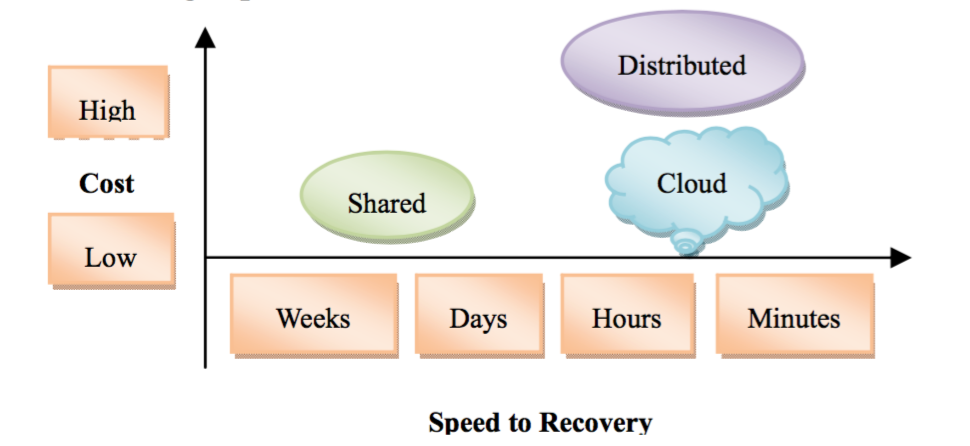 Distributed
High
Cost
Cloud
Shared
Low
Weeks Days Hours Minutes
Speed to Recovery